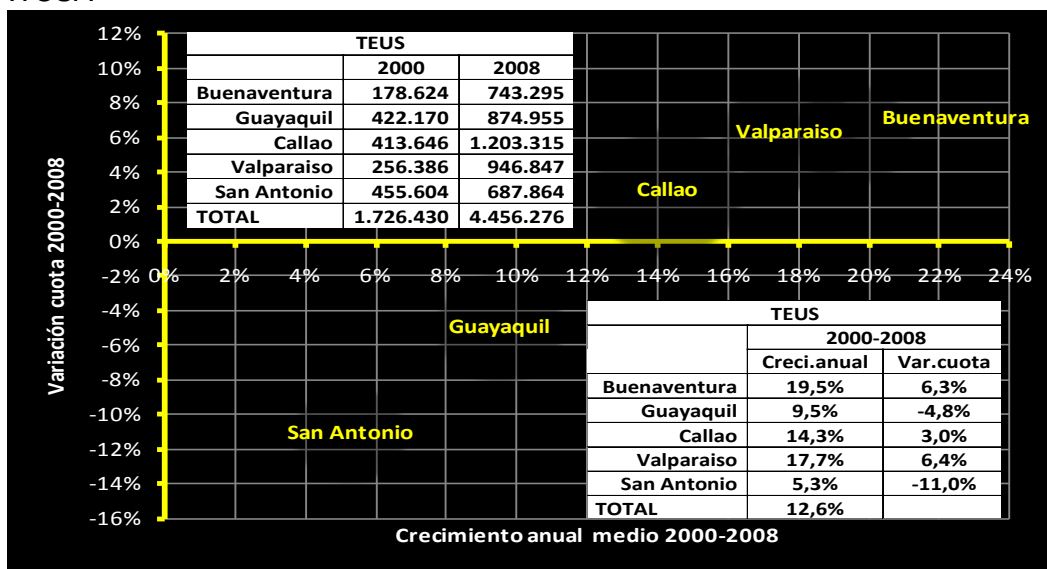 12%
10%
8%
6%
4%
2%
0%
-2%
-4%
-6%
-8%
-10%
-12%
-14%
-16%
Variación cuota 2000-2008
TEUS
2000 2008
Buenaventura 178.624 743.295
Guayaquil 422.170 874.955
Callao 413.646 1.203.315
Valparaiso 256.386 946.847
San Antonio 455.604 687.864
TOTAL 1.726.430 4.456.276
Buenaventura
Valparaiso
Callao
0% 2% 4% 6% 8% 10% 12% 14% 16% 18% 20% 22% 24%
Guayaquil
San Antonio
TEUS
2000-2008
Creci.anual Var.cuota
Buenaventura 19,5% 6,3%
Guayaquil 9,5% -4,8%
Callao 14,3% 3,0%
Valparaiso 17,7% 6,4%
San Antonio 5,3% -11,0%
TOTAL 12,6%
Crecimiento anual medio 2000-2008